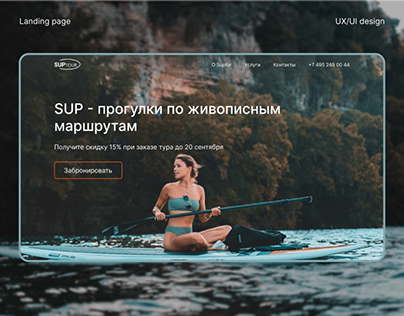 Landing page
UX/UI design
SUPTOUR
О Suptur Услуги Контакты +7 495 249 00 44
SUP - прогулки по живописным
маршрутам
Получите скидку 15% при заказе тура до 20 сентября
Забронировать